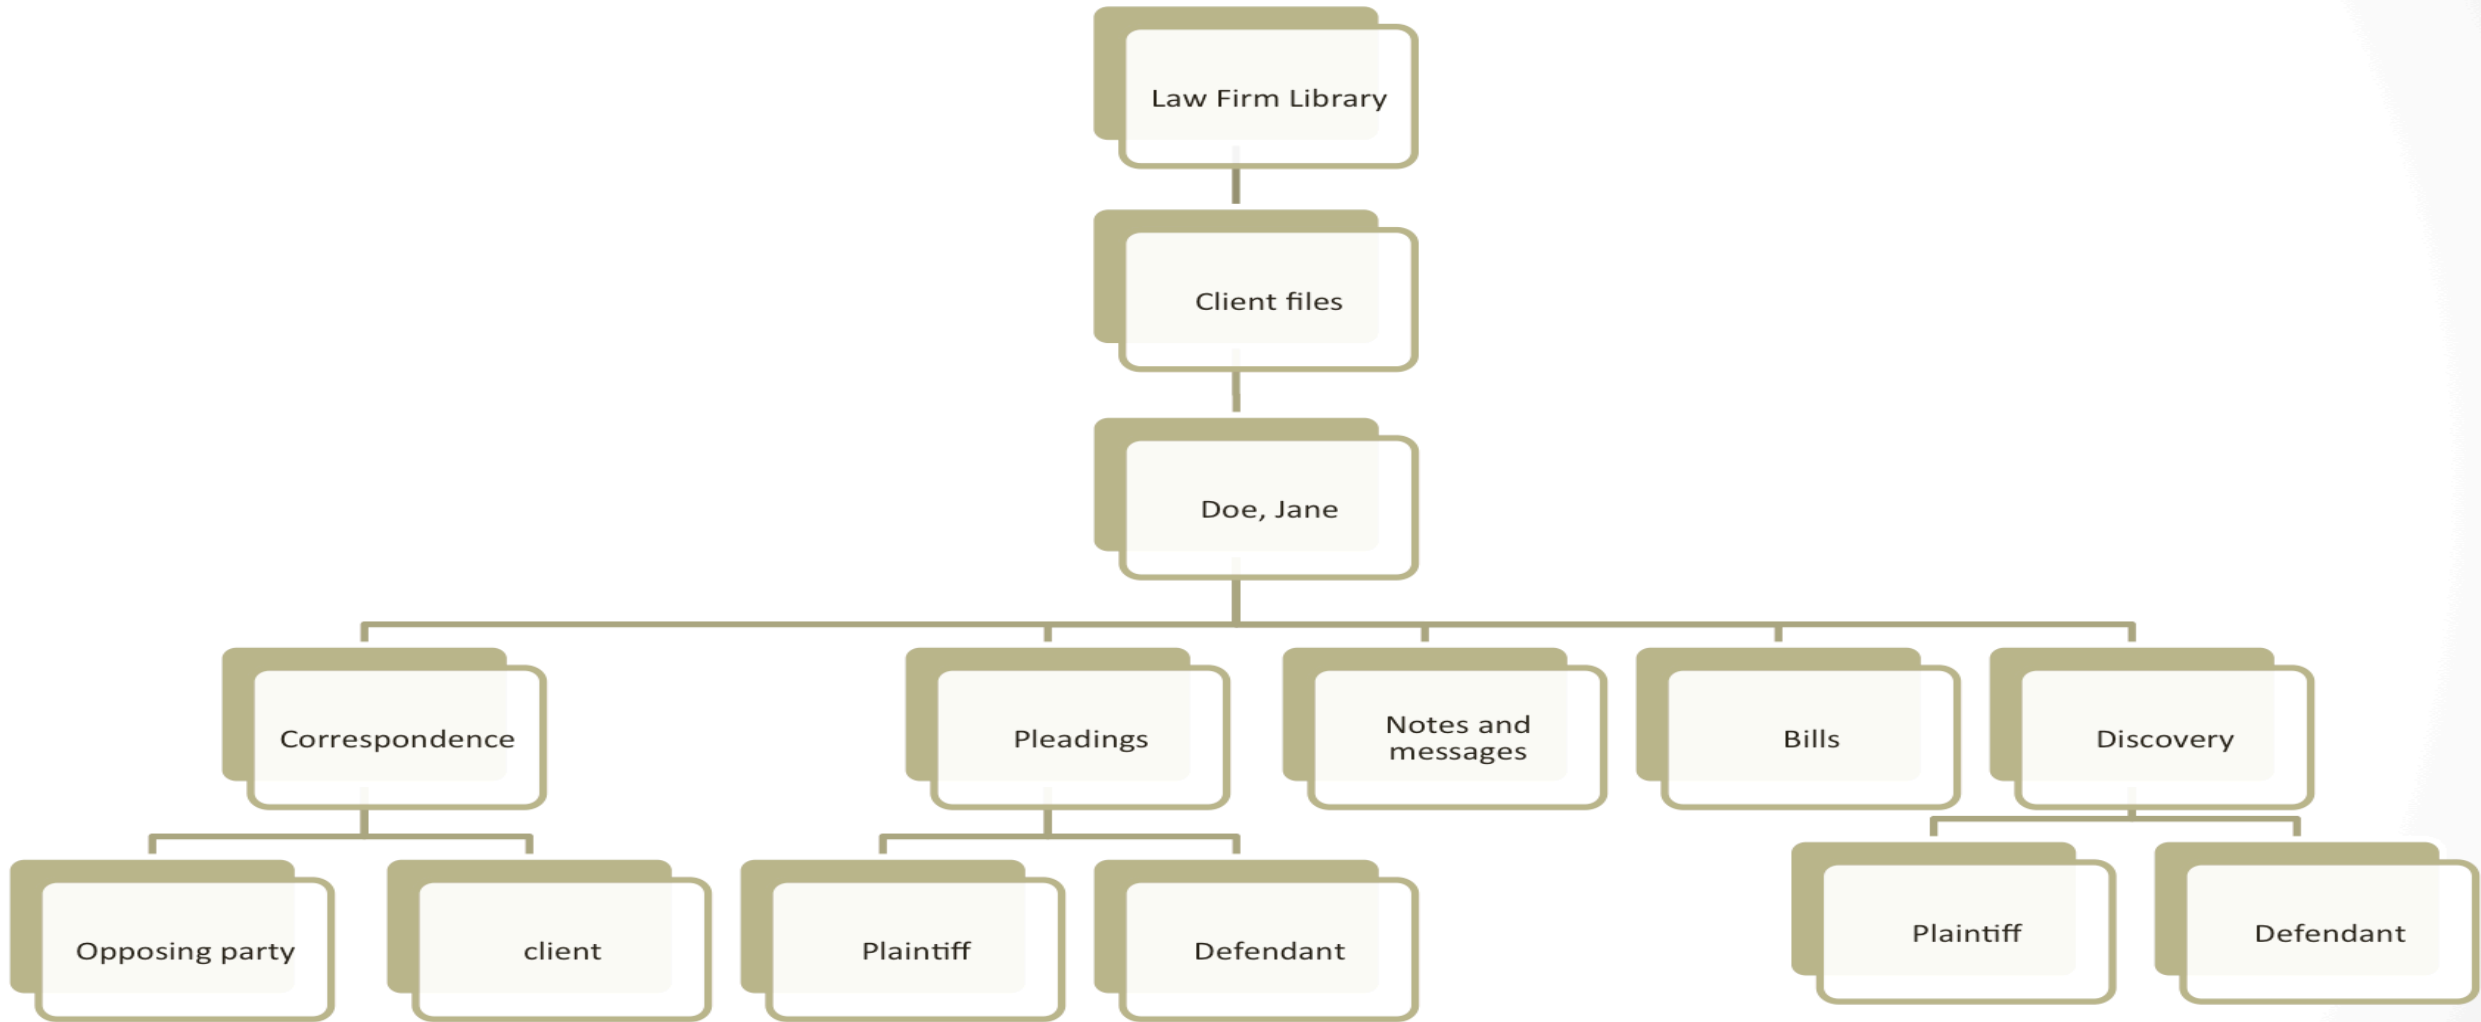 Law Firm Library
Client files
Doe, Jane
Correspondence
Pleadings
Notes and
messages
Bills
Discovery
Opposing party
client
Plaintiff
Defendant
Plaintiff
Defendant